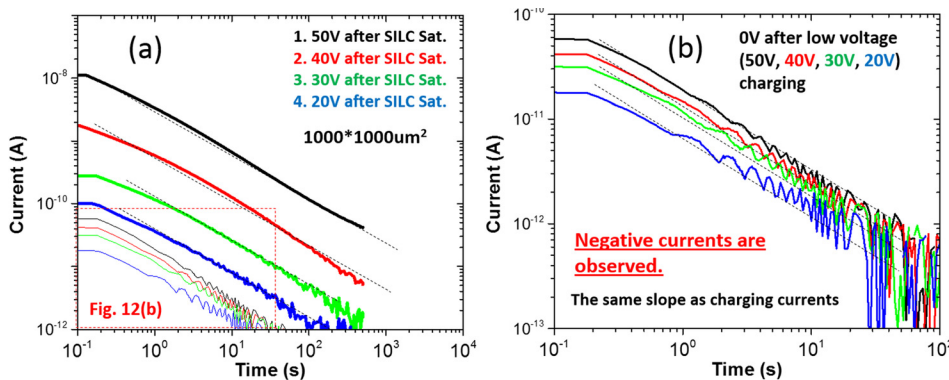 (a)
1. 50V after SILC Sat.
2. 40V after SILC Sat.
3. 30V after SILC Sat.
4. 20V after SILC Sat.
1000*1000um²
Fig. 12(b)
Current (A)
10⁻⁸
10⁻¹⁰
10⁻¹²
10⁻¹ 10⁰ 10¹ 10² 10³ 10⁴
Time (s)
(b)
0V after low voltage
(50V, 40V, 30V, 20V)
charging
Negative currents are
observed.
The same slope as charging currents
Current (A)
10⁻¹⁰
10⁻¹¹
10⁻¹²
10⁻¹³
10⁻¹ 10⁰ 10¹ 10²
Time (s)